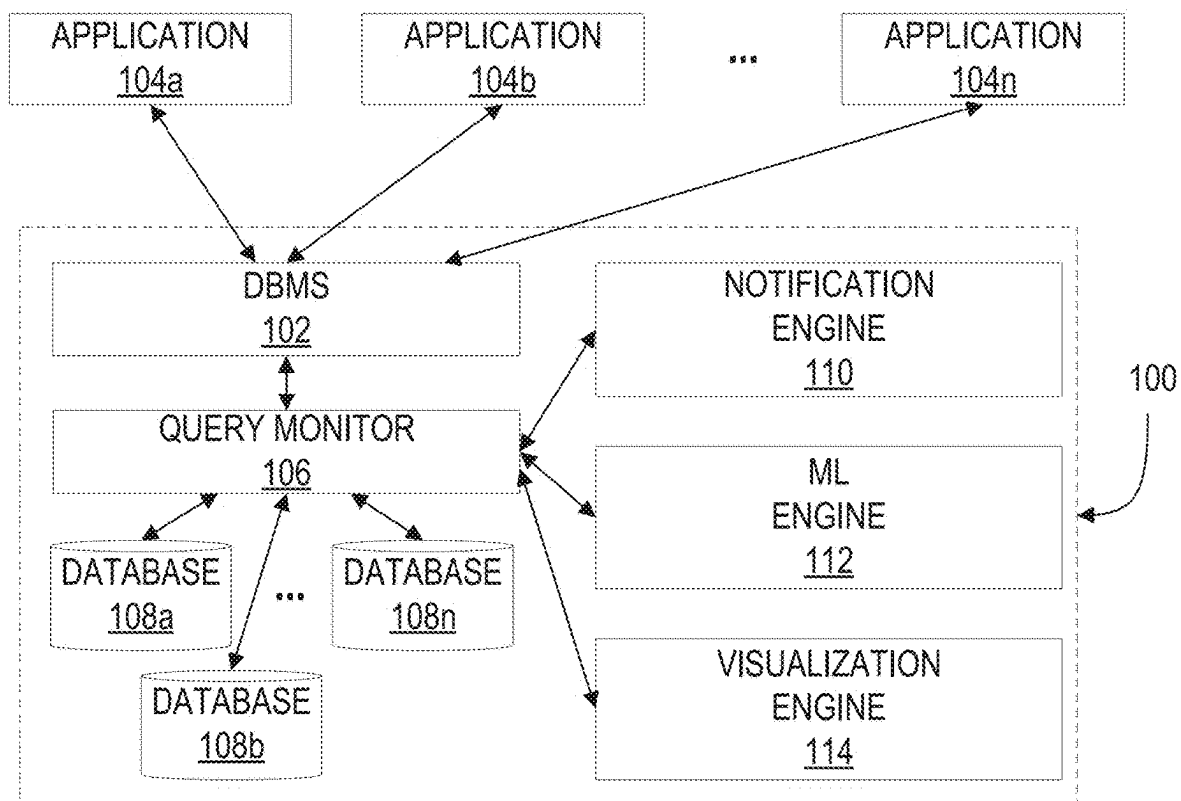 APPLICATION
104a
APPLICATION
104b
...
APPLICATION
104n
DBMS
102
NOTIFICATION
ENGINE
110
100
QUERY MONITOR
106
ML
ENGINE
112
DATABASE
108a
...
DATABASE
108n
DATABASE
108b
VISUALIZATION
ENGINE
114